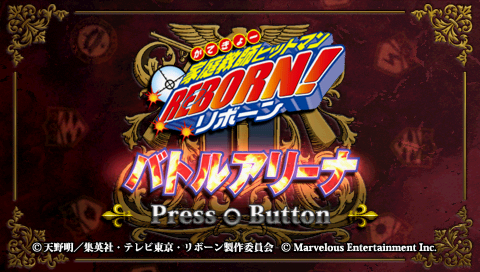 かてきょー
家庭教師ヒットマン
REBORN!
リボーン
バトルアリーナ
Press ○ Button
© 天野明／集英社・テレビ東京・リボーン製作委員会 © Marvelous Entertainment Inc.